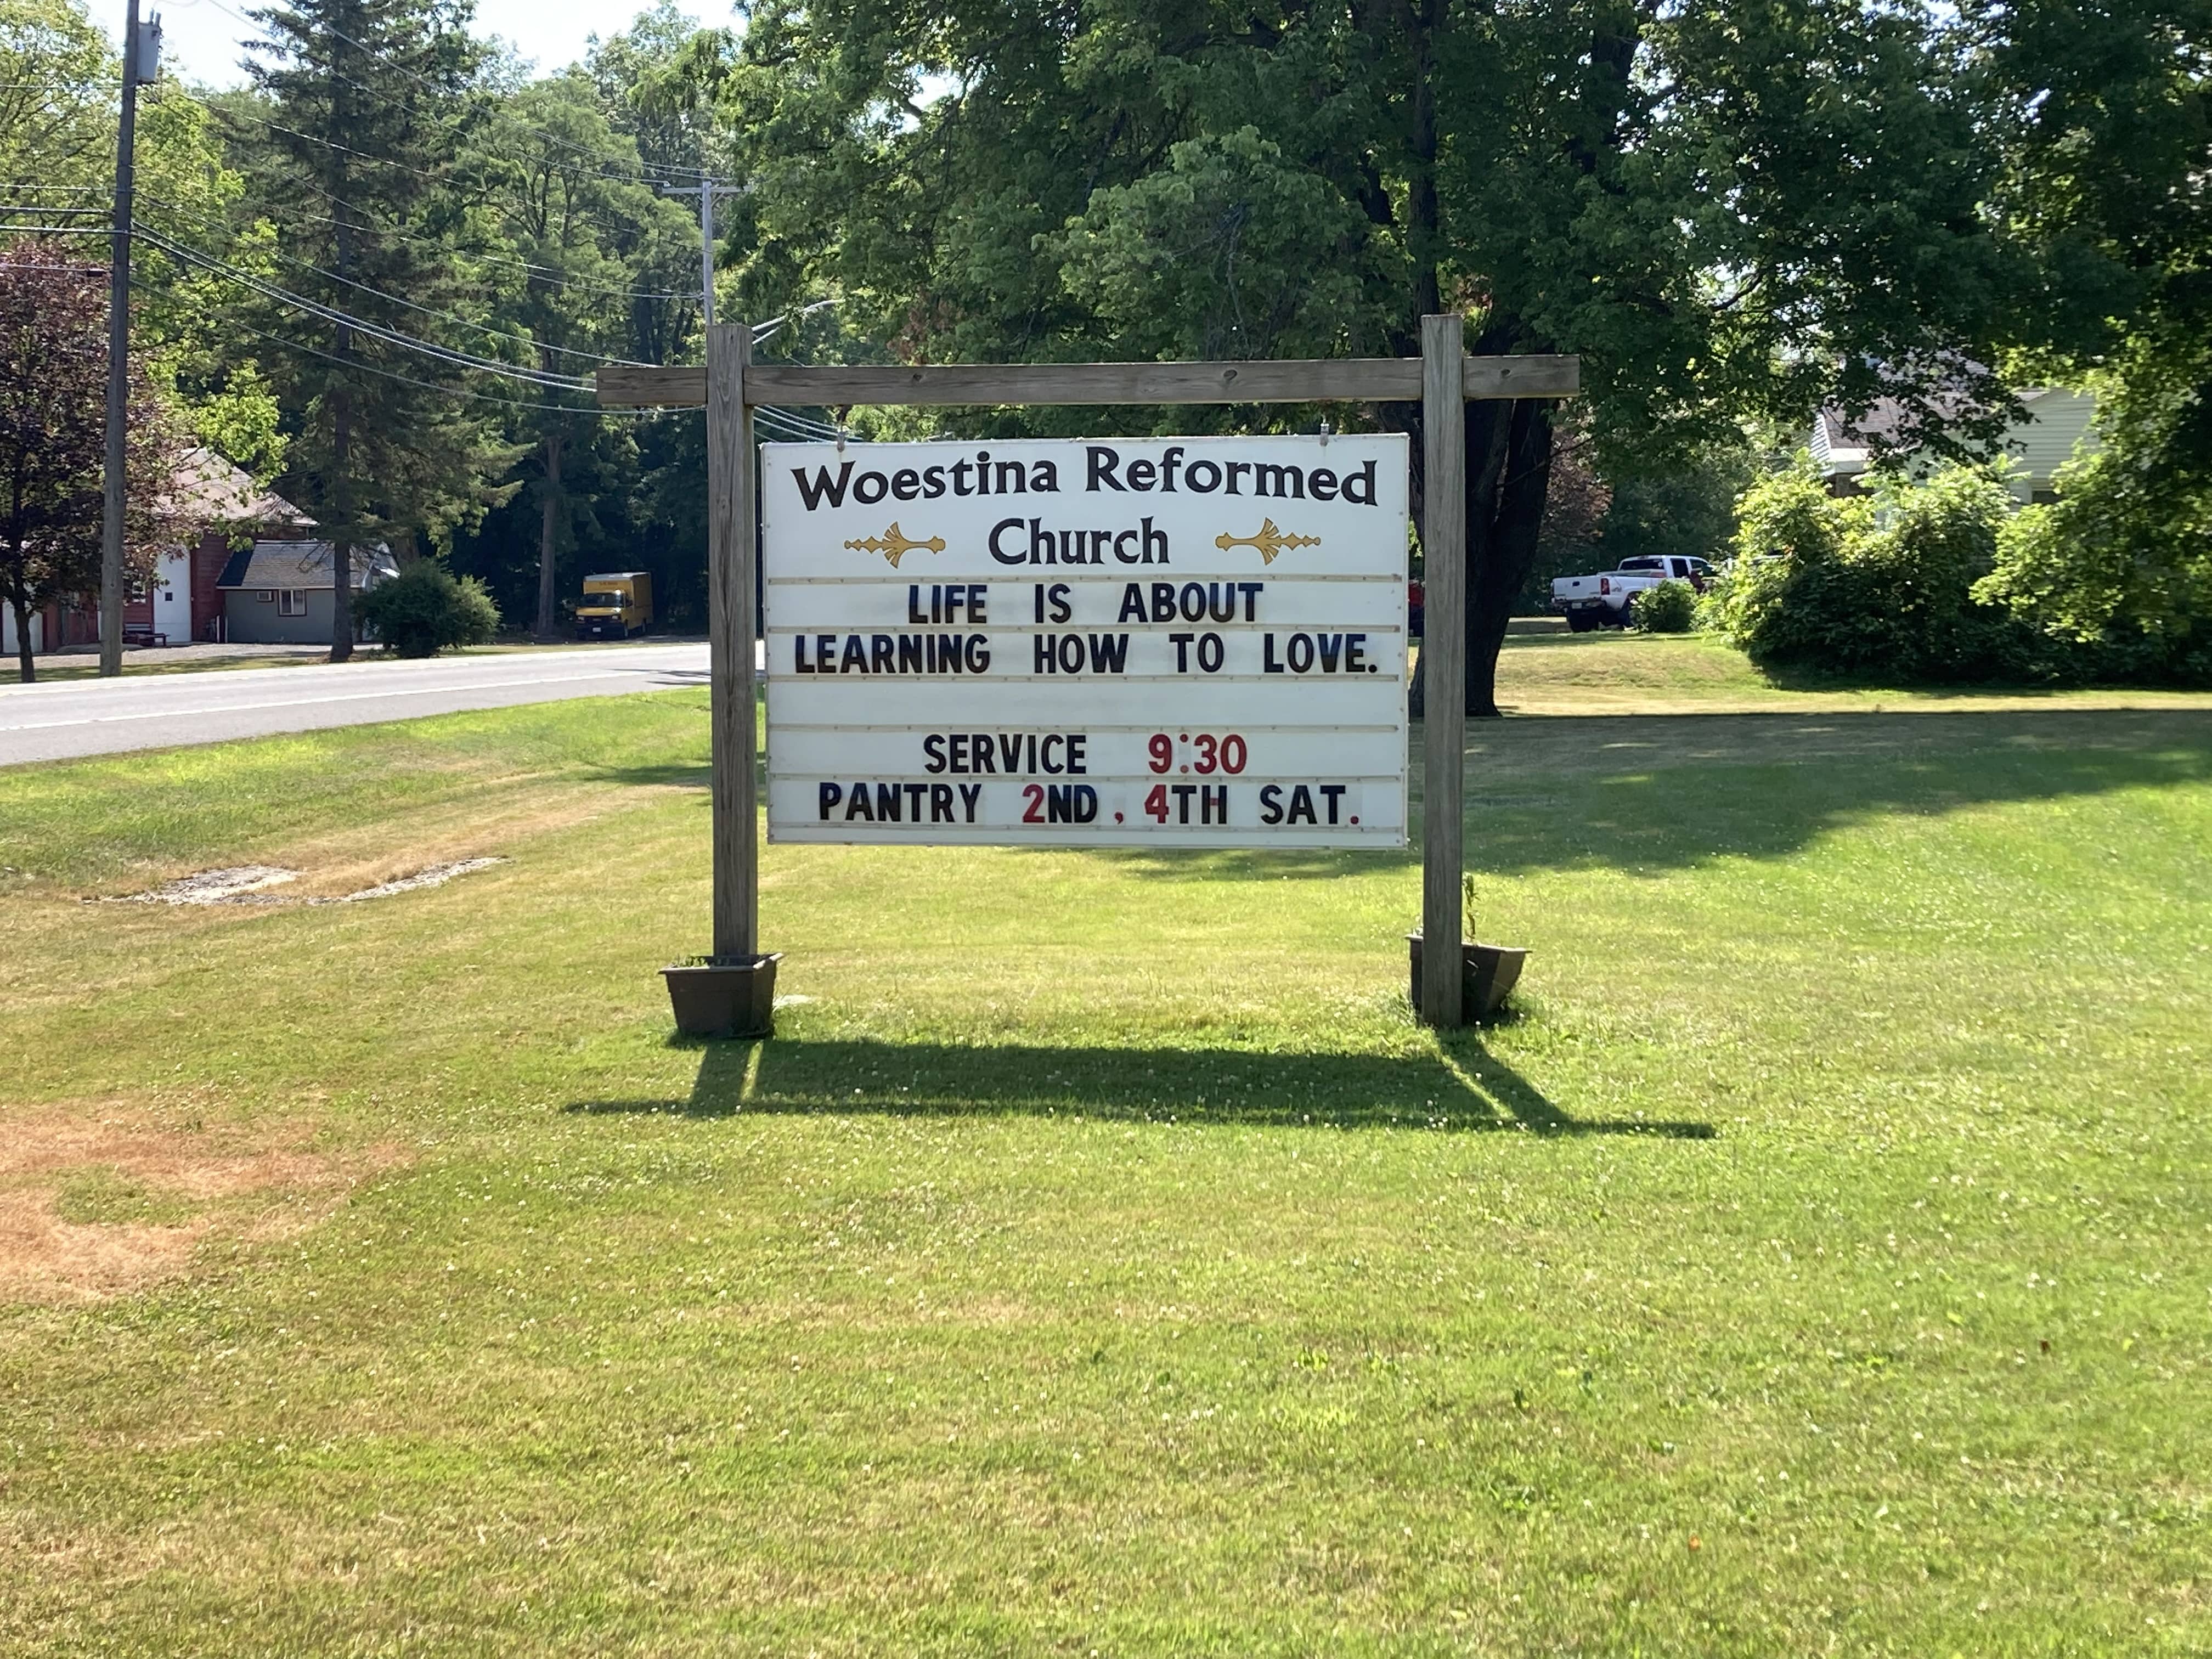 Woestina Reformed
Church
LIFE IS ABOUT
LEARNING HOW TO LOVE.
SERVICE 9:30
PANTRY 2ND, 4TH SAT.